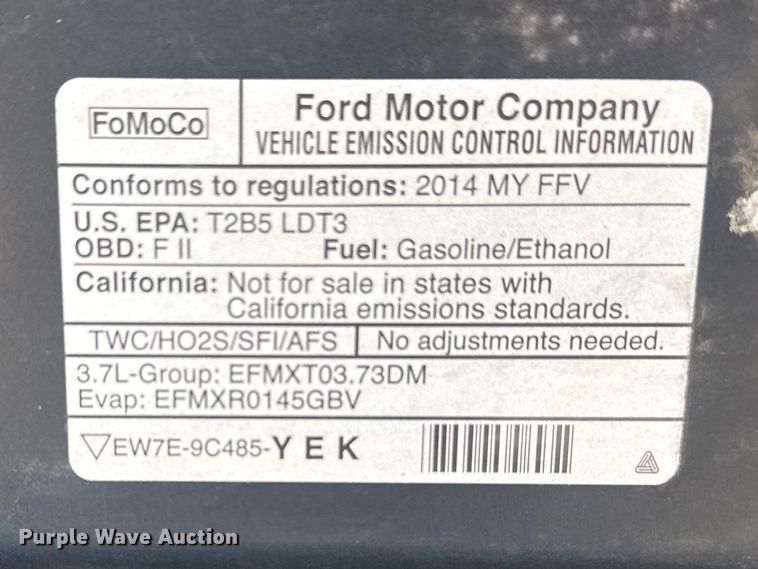 FoMoCo
Ford Motor Company
VEHICLE EMISSION CONTROL INFORMATION
Conforms to regulations: 2014 MY FFV
U.S. EPA: T2B5 LDT3
OBD: F II Fuel: Gasoline/Ethanol
California: Not for sale in states with
California emissions standards.
TWC/HO2S/SFI/AFS No adjustments needed.
3.7L-Group: EFMXT03.73DM
Evap: EFMXR0145GBV
EW7E-9C485-YEK
Purple Wave Auction